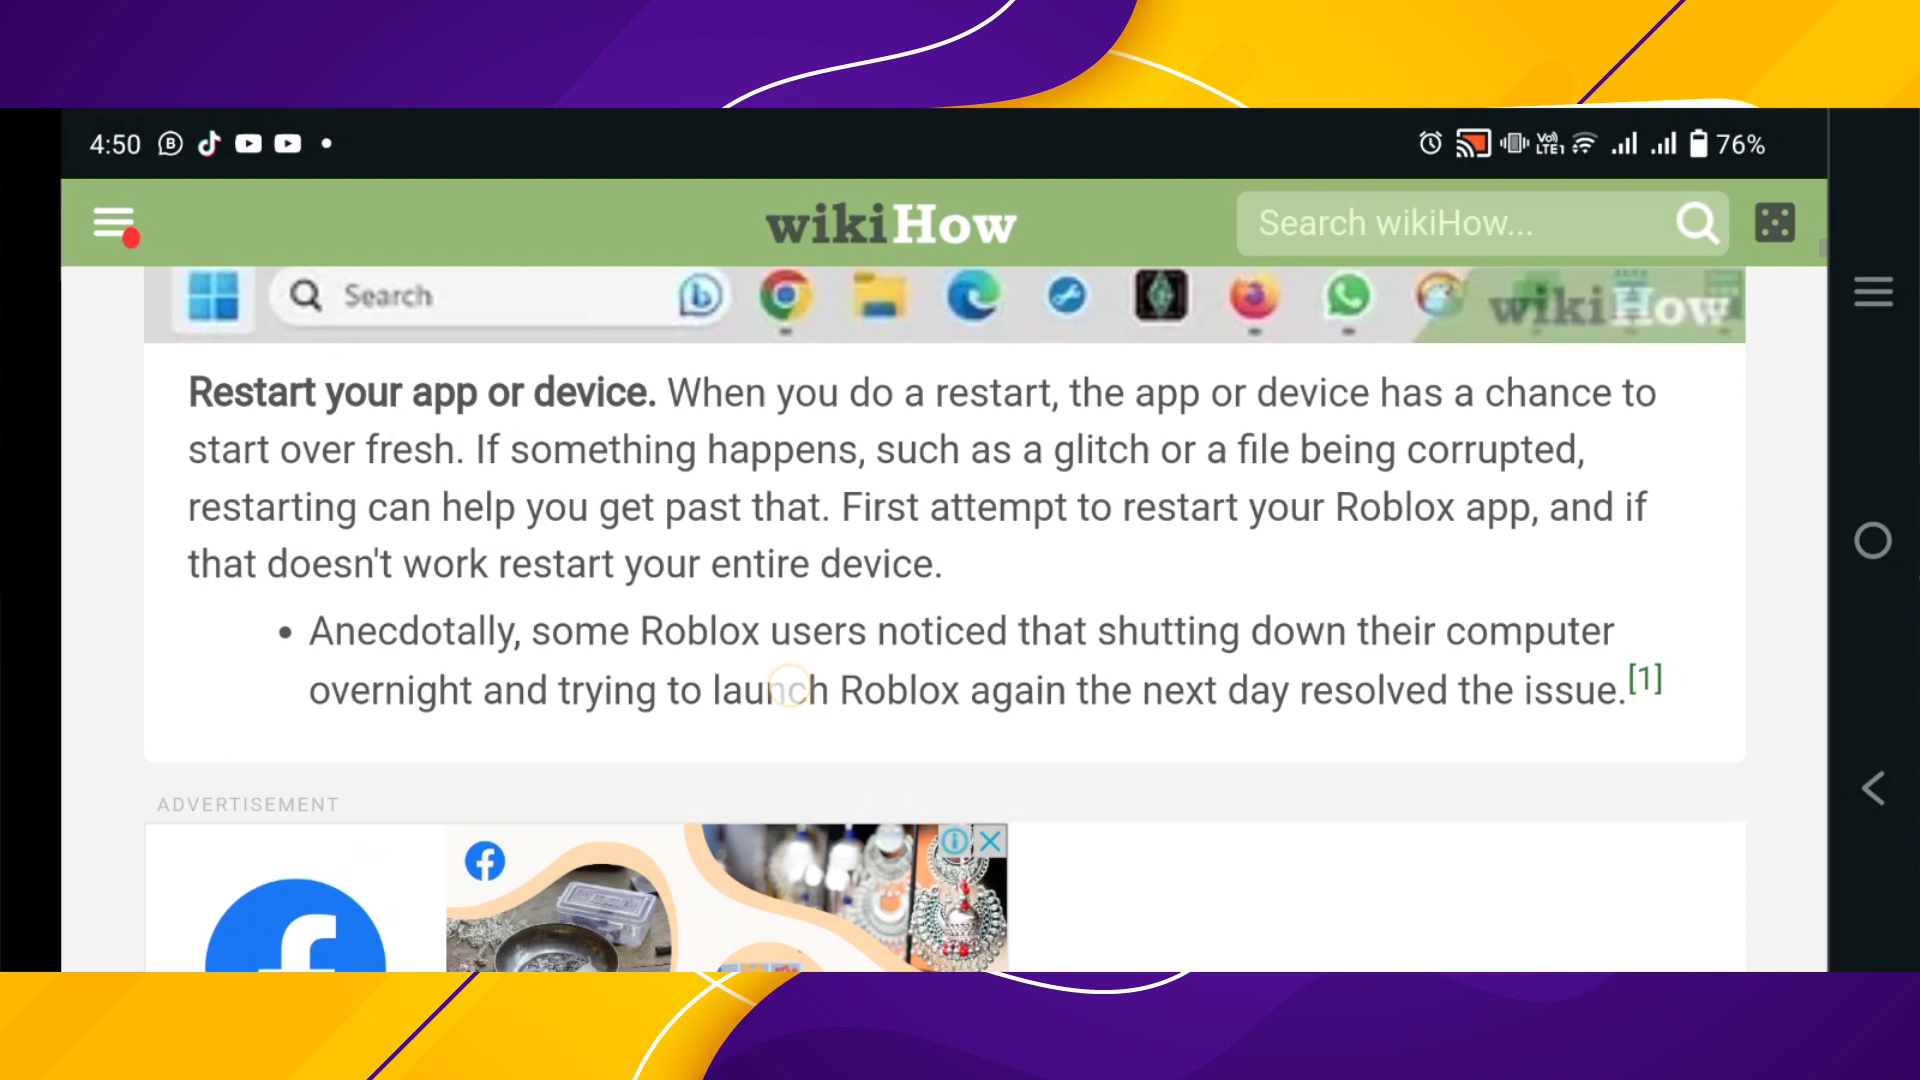 4:50
Vo) LTE1
76%
wikiHow
Search wikiHow...
Search
wikiHow
Restart your app or device. When you do a restart, the app or device has a chance to
start over fresh. If something happens, such as a glitch or a file being corrupted,
restarting can help you get past that. First attempt to restart your Roblox app, and if
that doesn't work restart your entire device.
• Anecdotally, some Roblox users noticed that shutting down their computer
overnight and trying to launch Roblox again the next day resolved the issue.[1]
ADVERTISEMENT